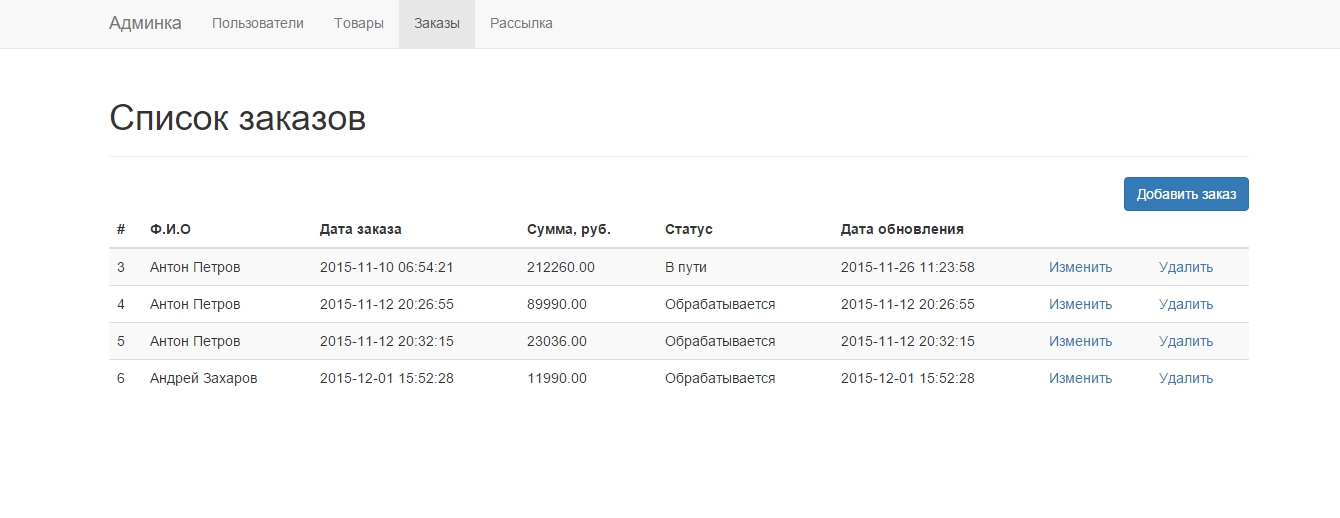 Админка Пользователи Товары Заказы Рассылка
Список заказов
Добавить заказ
# Ф.И.О Дата заказа Сумма, руб. Статус Дата обновления
3 Антон Петров 2015-11-10 06:54:21 212260.00 В пути 2015-11-26 11:23:58 Изменить Удалить
4 Антон Петров 2015-11-12 20:26:55 89990.00 Обрабатывается 2015-11-12 20:26:55 Изменить Удалить
5 Антон Петров 2015-11-12 20:32:15 23036.00 Обрабатывается 2015-11-12 20:32:15 Изменить Удалить
6 Андрей Захаров 2015-12-01 15:52:28 11990.00 Обрабатывается 2015-12-01 15:52:28 Изменить Удалить